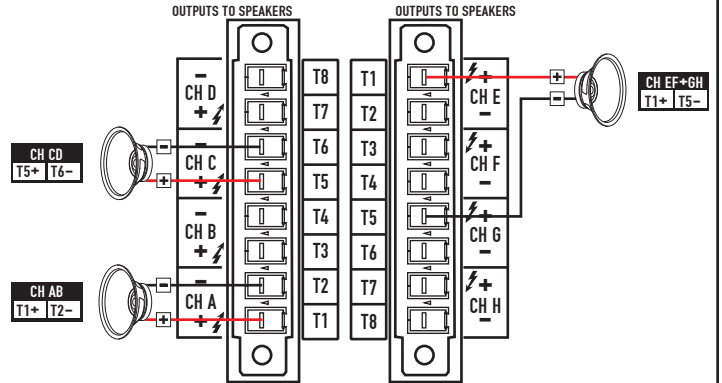 OUTPUTS TO SPEAKERS
OUTPUTS TO SPEAKERS
−
CH D
+
T8
T7
CH CD
T5+ T6−
−
+
−
CH C
+
T6
T5
−
CH B
+
T4
T3
CH AB
T1+ T2−
−
+
CH A
+
T2
T1
T1
T2
+
CH E
−
+
−
CH EF+GH
T1+ T5−
T3
T4
+
CH F
−
T5
T6
+
CH G
−
T7
T8
+
CH H
−